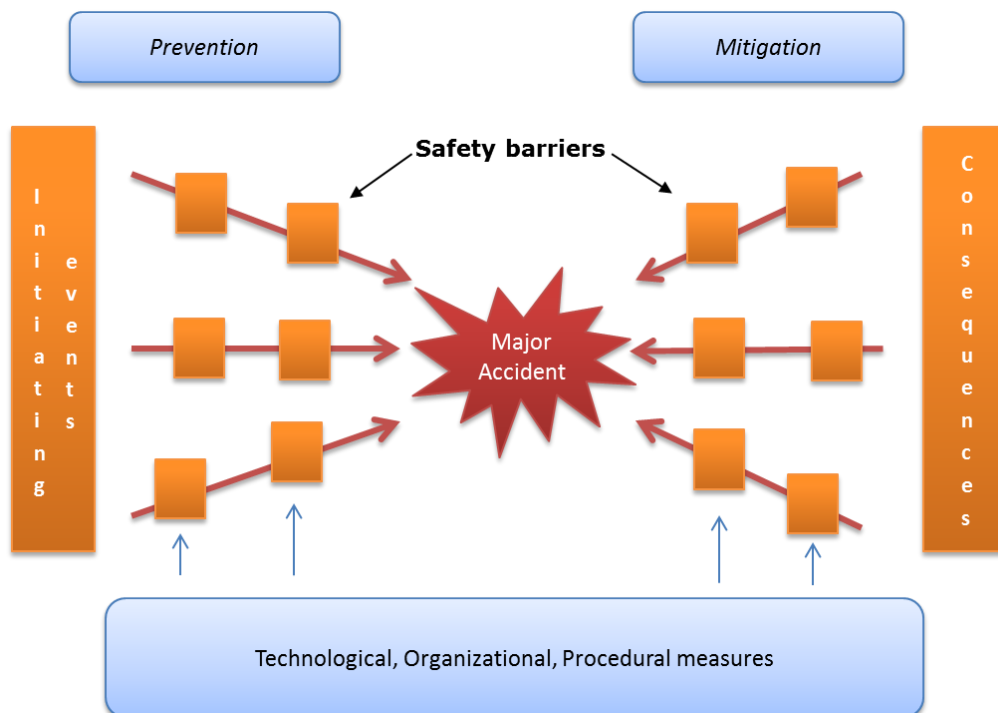 Prevention
Mitigation
Safety barriers
Initiating
events
Major
Accident
Consequences
Technological, Organizational, Procedural measures